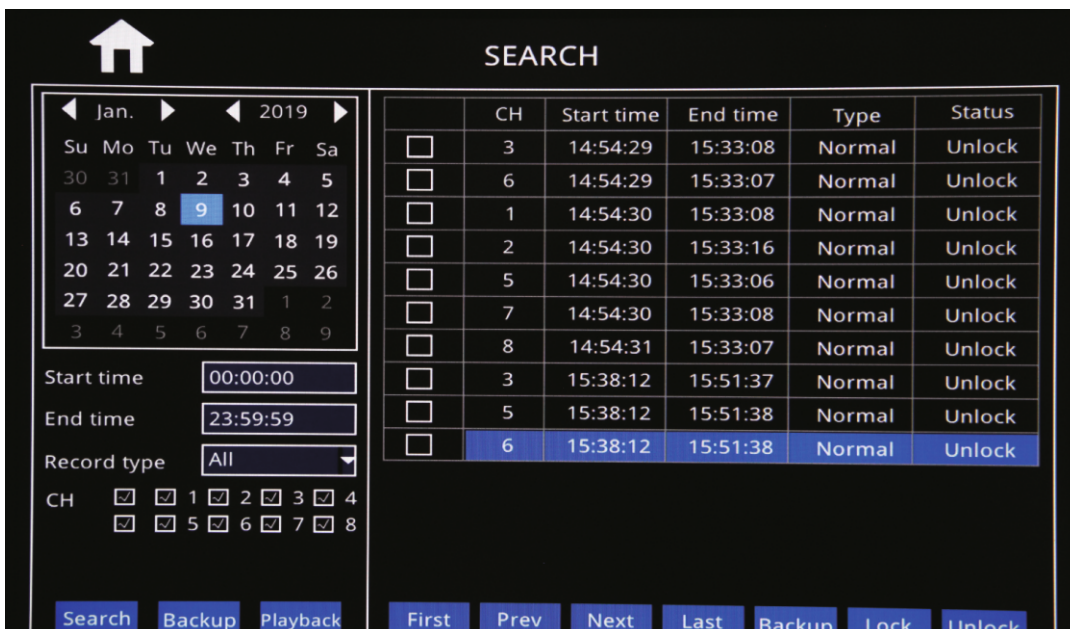 SEARCH
Jan. 2019
Su Mo Tu We Th Fr Sa
30 31 1 2 3 4 5
6 7 8 9 10 11 12
13 14 15 16 17 18 19
20 21 22 23 24 25 26
27 28 29 30 31 1 2
3 4 5 6 7 8 9
Start time 00:00:00
End time 23:59:59
Record type All
CH 1 2 3 4
5 6 7 8
Search Backup Playback
CH Start time End time Type Status
3 14:54:29 15:33:08 Normal Unlock
6 14:54:29 15:33:07 Normal Unlock
1 14:54:30 15:33:08 Normal Unlock
2 14:54:30 15:33:16 Normal Unlock
5 14:54:30 15:33:06 Normal Unlock
7 14:54:30 15:33:08 Normal Unlock
8 14:54:31 15:33:07 Normal Unlock
3 15:38:12 15:51:37 Normal Unlock
5 15:38:12 15:51:38 Normal Unlock
6 15:38:12 15:51:38 Normal Unlock
First Prev Next Last Backup Lock Unlock